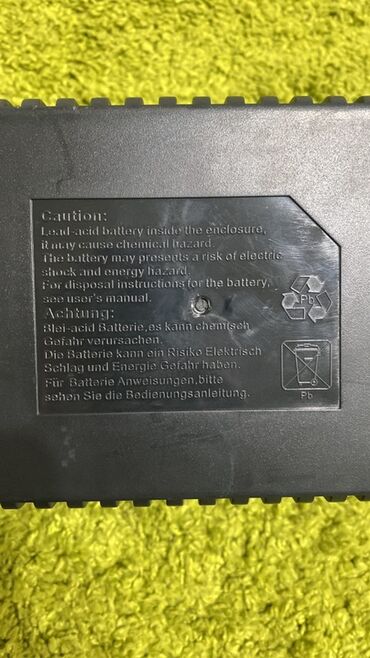 Caution:
Lead-acid battery inside the enclosure,
it may cause chemical hazard.
The battery may presents a risk of electric
shock and energy hazard.
For disposal instructions for the battery,
see user's manual.
Achtung:
Blei-acid Batterie,es kann chemisch
Gefahr verursachen.
Die Batterie kann ein Risiko Elektrisch
Schlag und Energie Gefahr haben.
Für Batterie Anweisungen,bitte
sehen Sie die Bedienungsanleitung.
Pb
Pb